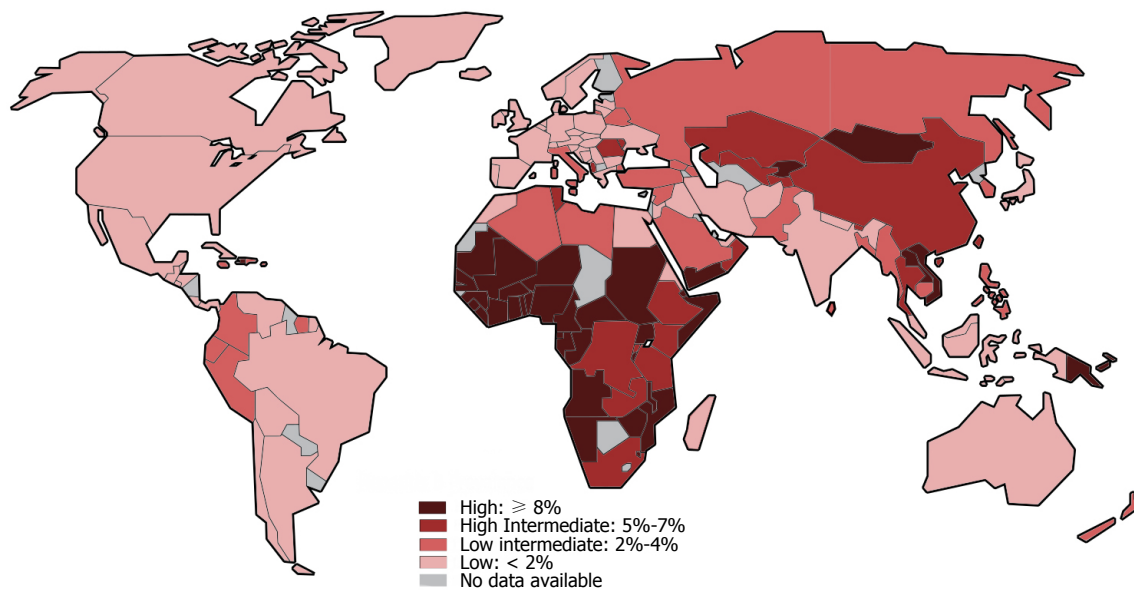 High: ≥ 8%
High Intermediate: 5%-7%
Low intermediate: 2%-4%
Low: < 2%
No data available